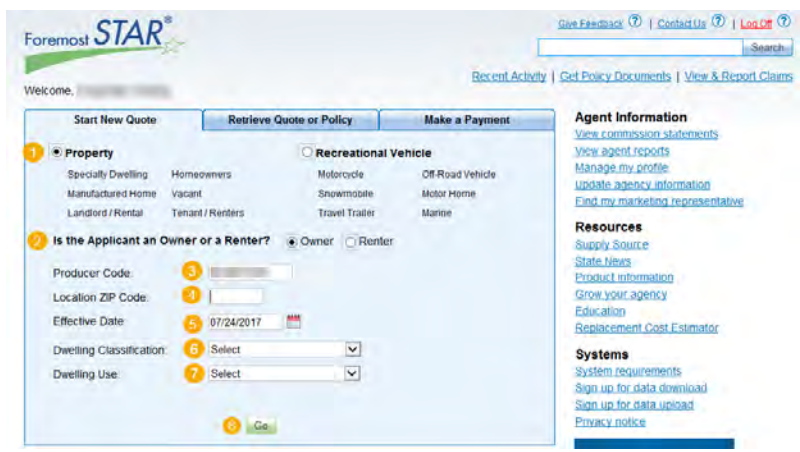 Foremost STAR®
Give Feedback ? | Contact Us ? | Log Off ?
Search
Recent Activity | Get Policy Documents | View & Report Claims
Welcome,
Start New Quote
Retrieve Quote or Policy
Make a Payment
1 Property
Recreational Vehicle
Specialty Dwelling Homeowners Motorcycle Off-Road Vehicle
Manufactured Home Vacant Snowmobile Motor Home
Landlord / Rental Tenant / Renters Travel Trailer Marine
2 Is the Applicant an Owner or a Renter? Owner Renter
Producer Code: 3
Location ZIP Code: 4
Effective Date 5 07/24/2017
Dwelling Classification: 6 Select
Dwelling Use: 7 Select
Go
Agent Information
View commission statements
View agent reports
Manage my profile
Update agency information
Find my marketing representative
Resources
Supply Source
State News
Product information
Grow your agency
Education
Replacement Cost Estimator
Systems
System requirements
Sign up for data download
Sign up for data upload
Privacy notice